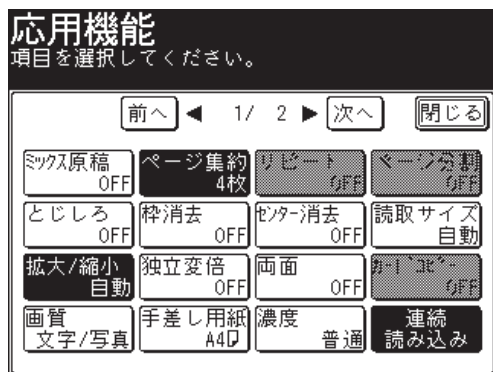 応用機能
項目を選択してください。
前へ ◀ 1/ 2 ▶ 次へ 閉じる
ミックス原稿 OFF
ページ集約 4枚
リピート OFF
ページ分割 OFF
とじしろ OFF
枠消去 OFF
センター消去 OFF
読取サイズ 自動
拡大/縮小 自動
独立変倍 OFF
両面 OFF
カードコピー OFF
画質 文字/写真
手差し用紙 A4
濃度 普通
連続
読み込み